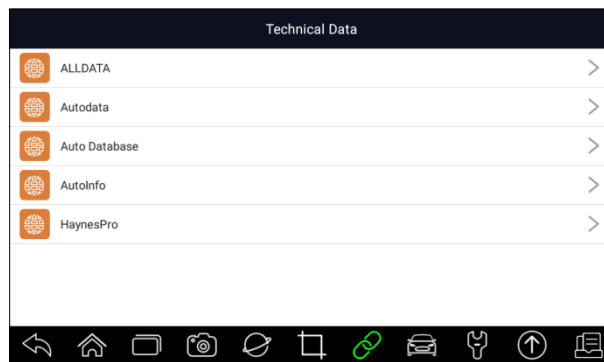 Technical Data
ALLDATA
Autodata
Auto Database
AutoInfo
HaynesPro